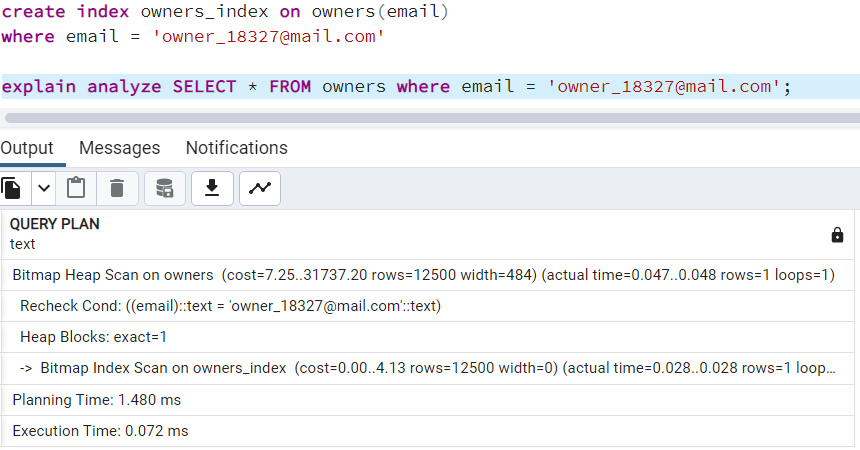 create index owners_index on owners(email)
where email = 'owner_18327@mail.com'
explain analyze SELECT * FROM owners where email = 'owner_18327@mail.com';
Output Messages Notifications
QUERY PLAN
text
Bitmap Heap Scan on owners (cost=7.25..31737.20 rows=12500 width=484) (actual time=0.047..0.048 rows=1 loops=1)
Recheck Cond: ((email)::text = 'owner_18327@mail.com'::text)
Heap Blocks: exact=1
-> Bitmap Index Scan on owners_index (cost=0.00..4.13 rows=12500 width=0) (actual time=0.028..0.028 rows=1 loop...
Planning Time: 1.480 ms
Execution Time: 0.072 ms